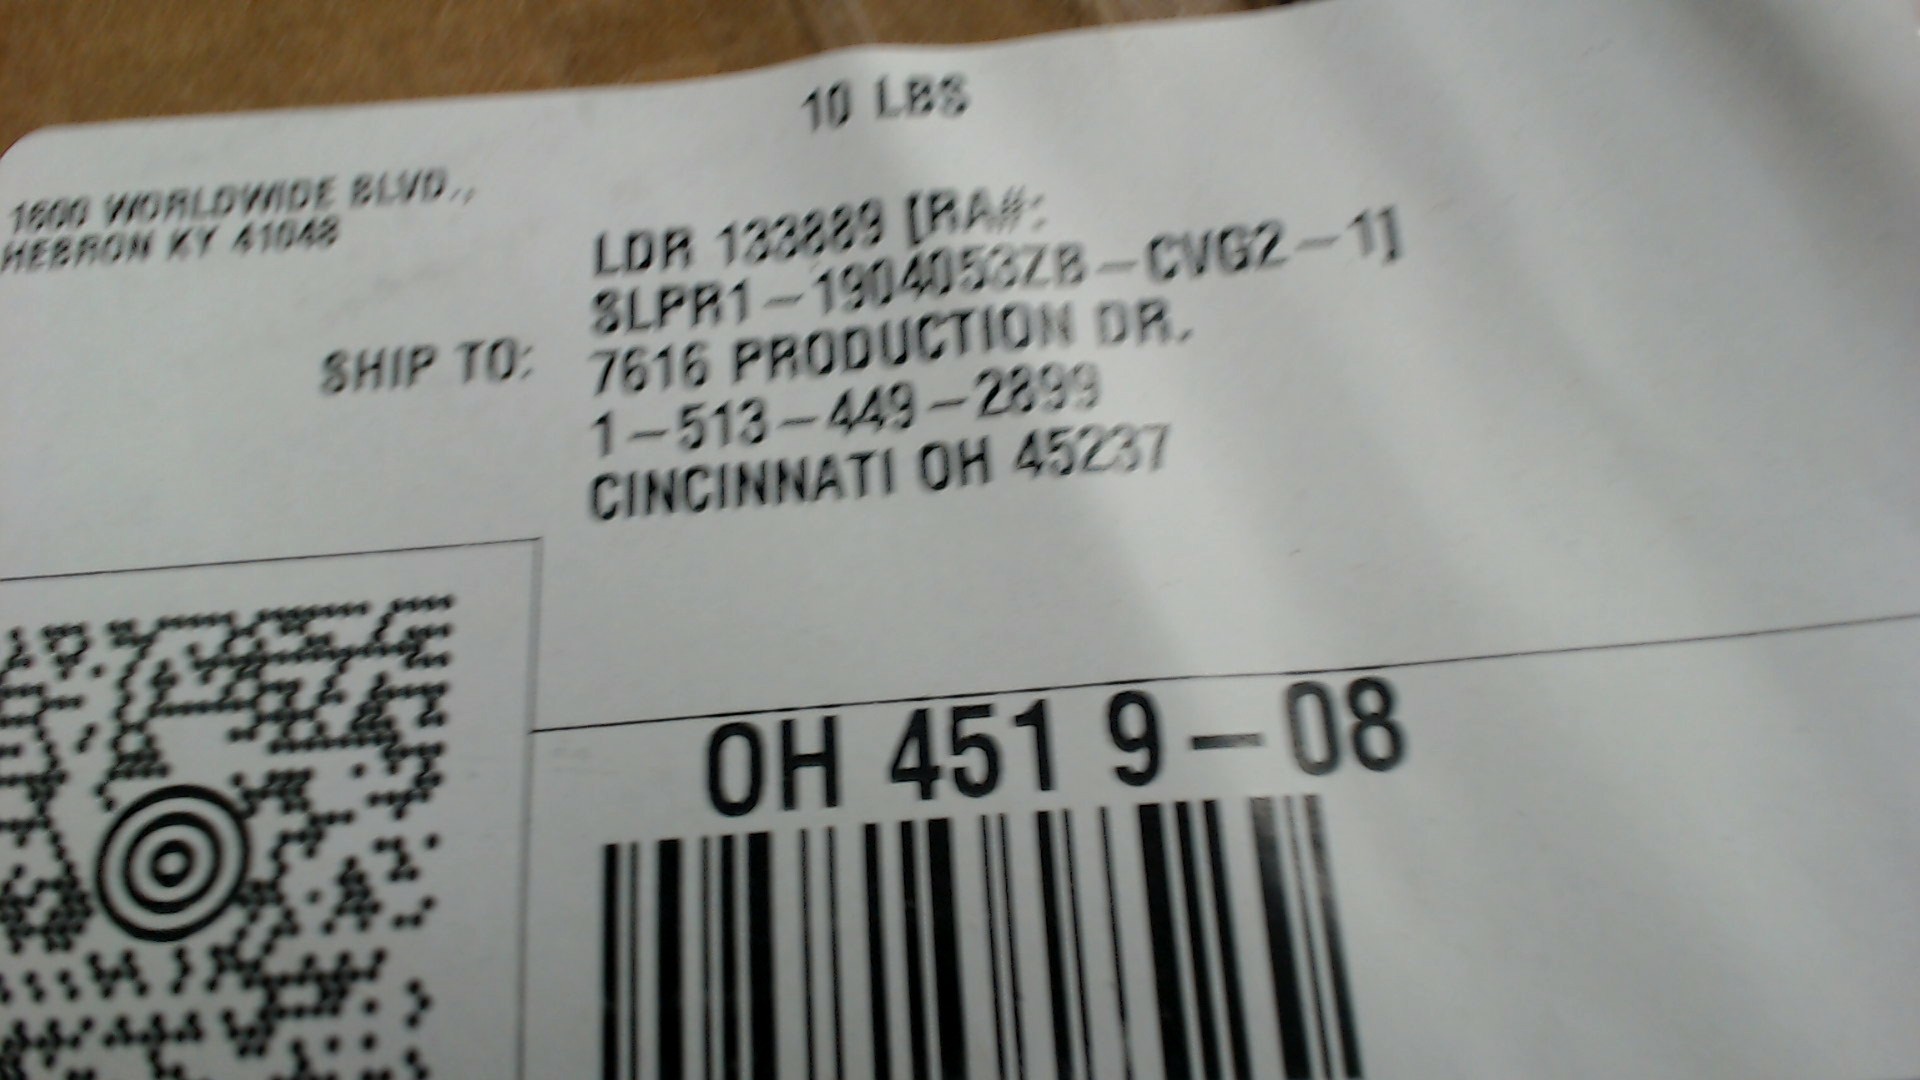 10 LBS
1600 WORLDWIDE BLVD.,
HEBRON KY 41048
LDR 133889 [RA#:
SLPR1-1904053ZB-CVG2-1]
SHIP TO: 7616 PRODUCTION DR.
1-513-449-2899
CINCINNATI OH 45237
OH 451 9-08